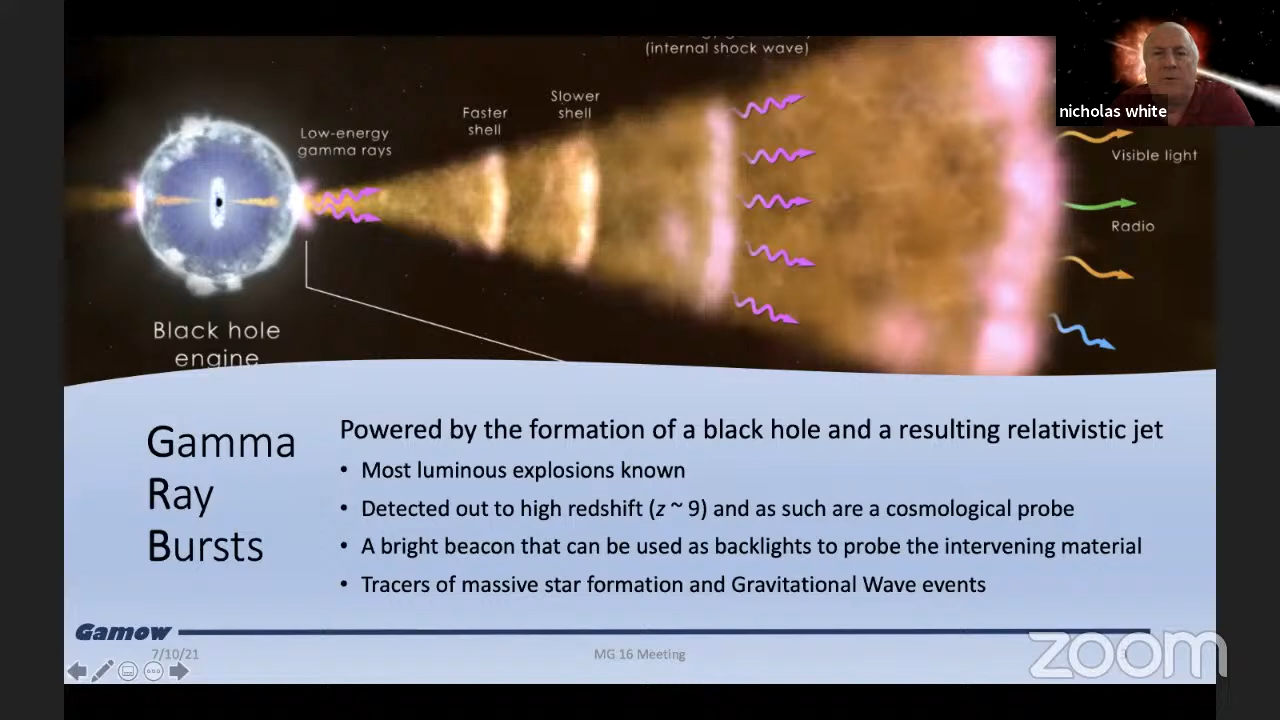 (internal shock wave)
nicholas white
Slower
shell
Faster
shell
Low-energy
gamma rays
Visible light
Radio
Black hole
engine
Gamma
Ray
Bursts
Powered by the formation of a black hole and a resulting relativistic jet
• Most luminous explosions known
• Detected out to high redshift (z ~ 9) and as such are a cosmological probe
• A bright beacon that can be used as backlights to probe the intervening material
• Tracers of massive star formation and Gravitational Wave events
Gamow
7/10/21
MG 16 Meeting
zoom